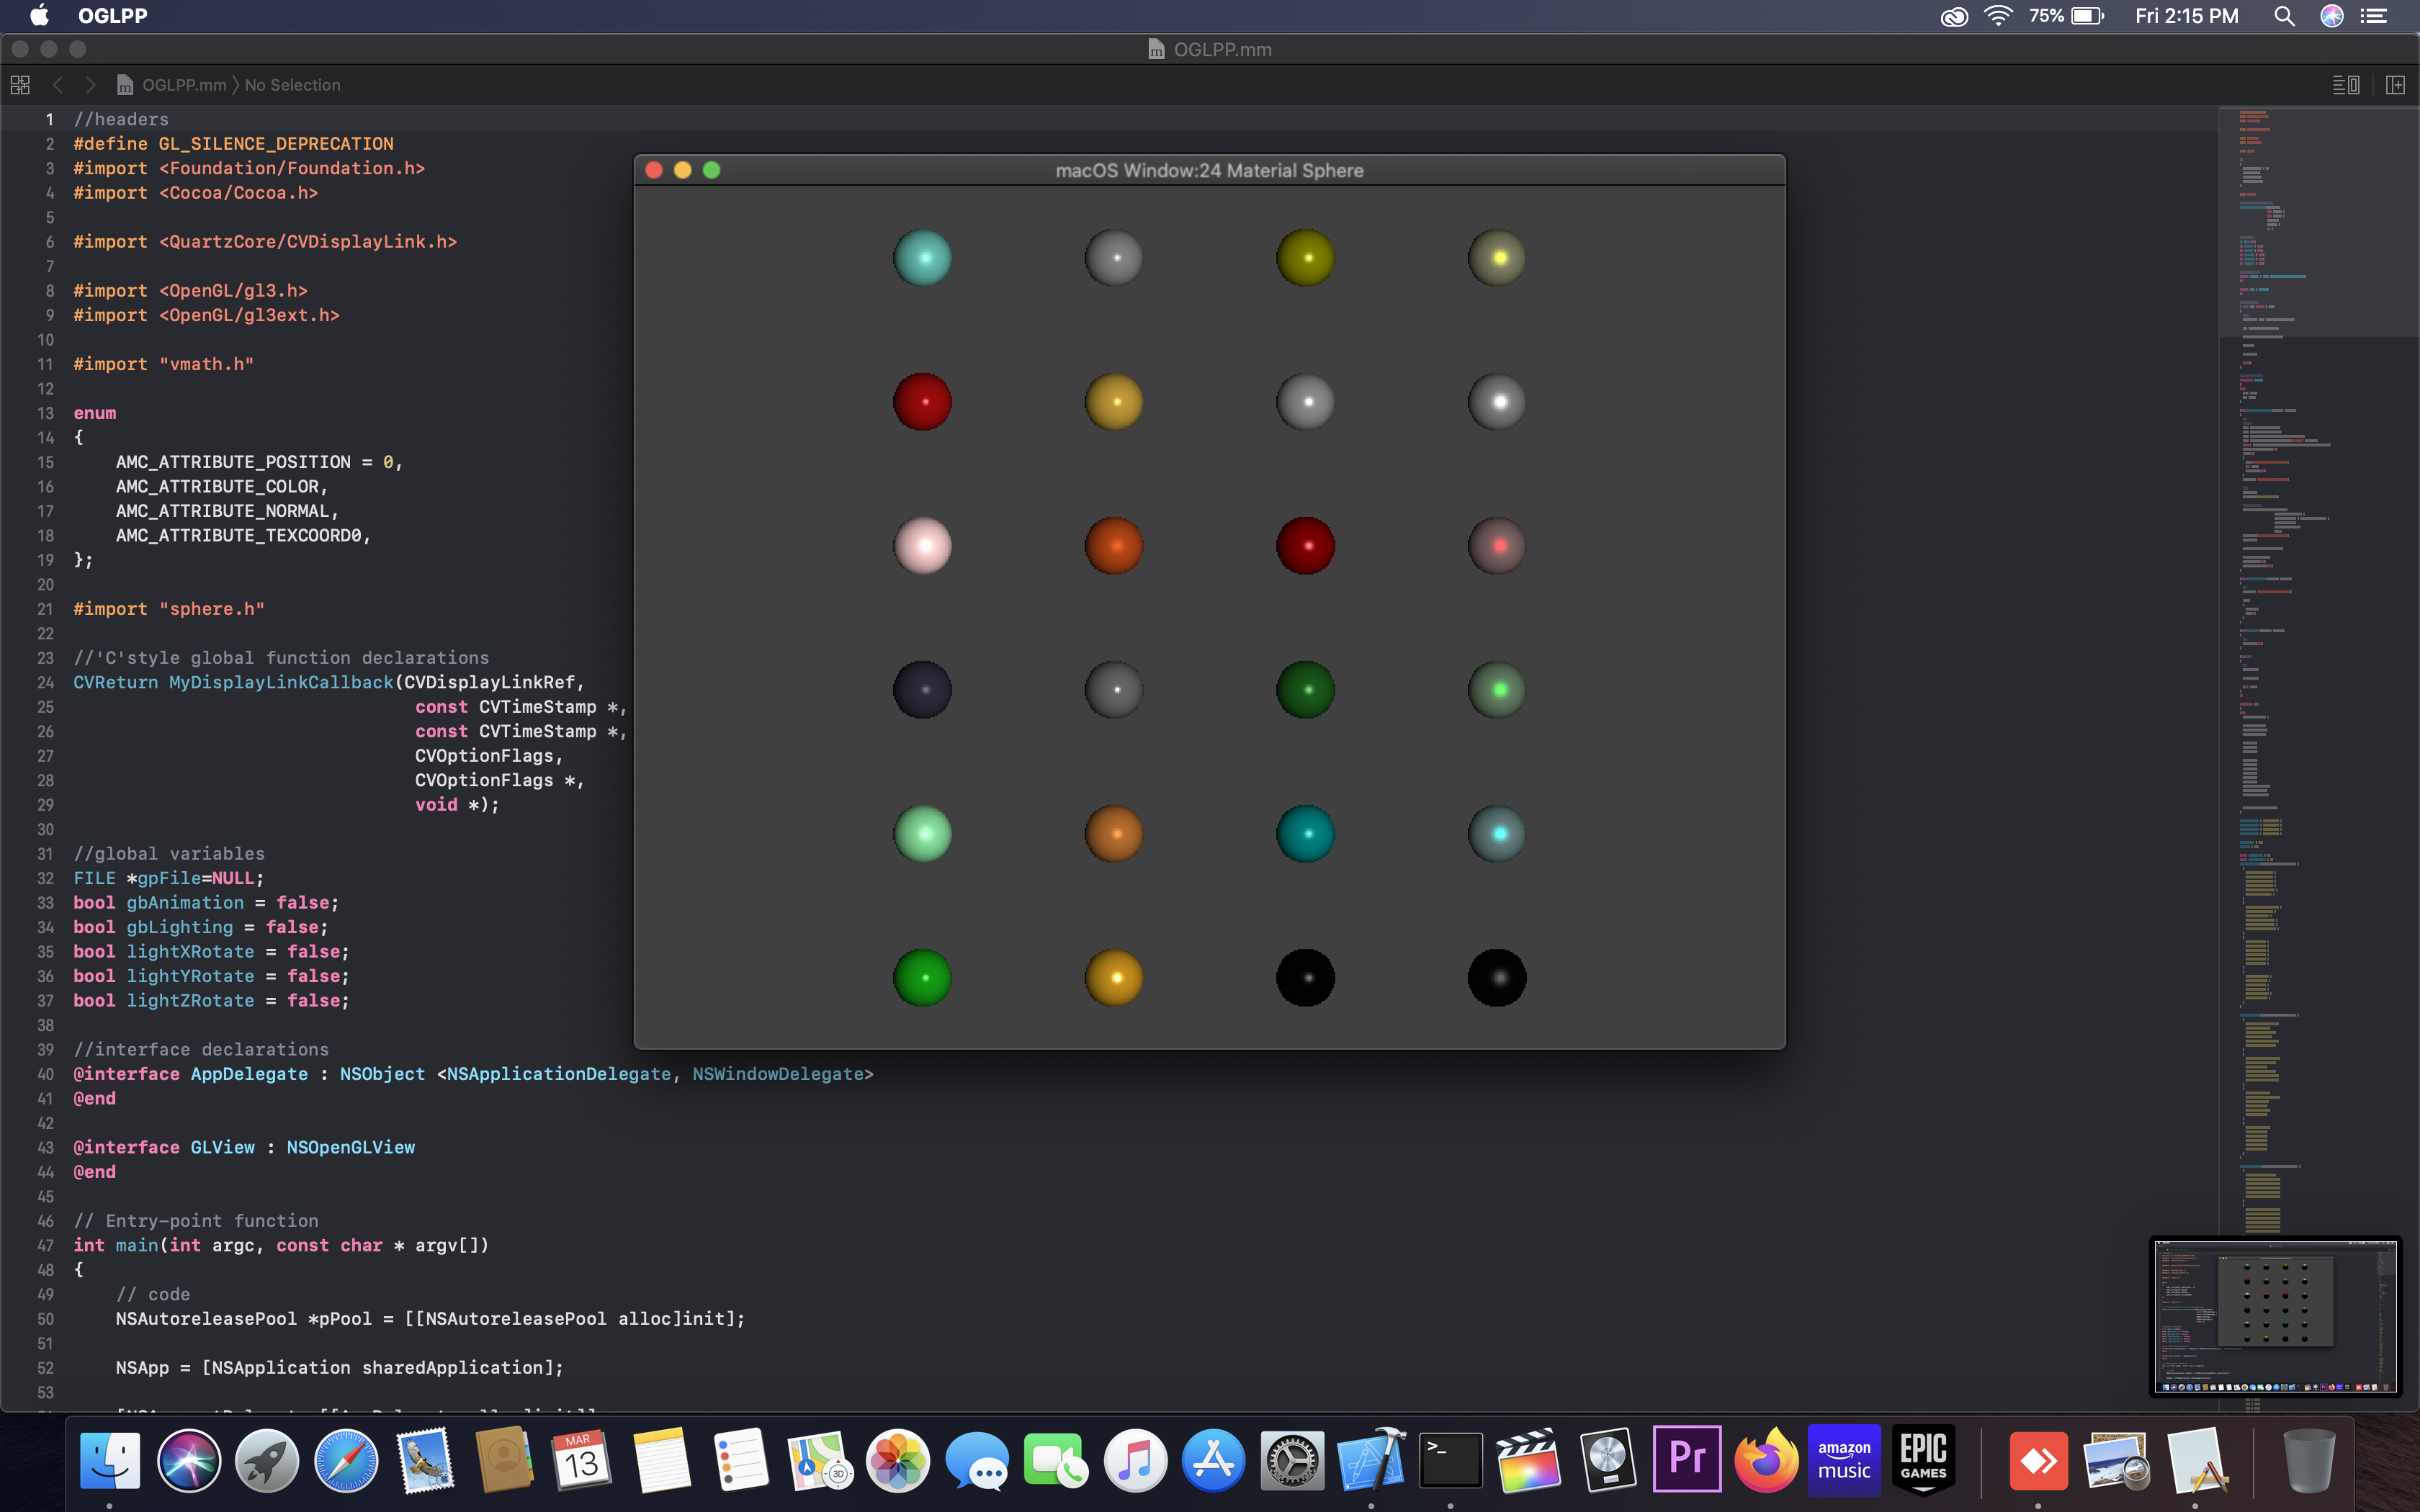 OGLPP
75%
Fri 2:15 PM
OGLPP.mm
OGLPP.mm 〉No Selection
1 //headers
2 #define GL_SILENCE_DEPRECATION
3 #import <Foundation/Foundation.h>
4 #import <Cocoa/Cocoa.h>
5
6 #import <QuartzCore/CVDisplayLink.h>
7
8 #import <OpenGL/gl3.h>
9 #import <OpenGL/gl3ext.h>
10
11 #import "vmath.h"
12
13 enum
14 {
15     AMC_ATTRIBUTE_POSITION = 0,
16     AMC_ATTRIBUTE_COLOR,
17     AMC_ATTRIBUTE_NORMAL,
18     AMC_ATTRIBUTE_TEXCOORD0,
19 };
20
21 #import "sphere.h"
22
23 //'C'style global function declarations
24 CVReturn MyDisplayLinkCallback(CVDisplayLinkRef,
25                                 const CVTimeStamp *,
26                                 const CVTimeStamp *,
27                                 CVOptionFlags,
28                                 CVOptionFlags *,
29                                 void *);
30
31 //global variables
32 FILE *gpFile=NULL;
33 bool gbAnimation = false;
34 bool gbLighting = false;
35 bool lightXRotate = false;
36 bool lightYRotate = false;
37 bool lightZRotate = false;
38
39 //interface declarations
40 @interface AppDelegate : NSObject <NSApplicationDelegate, NSWindowDelegate>
41 @end
42
43 @interface GLView : NSOpenGLView
44 @end
45
46 // Entry-point function
47 int main(int argc, const char * argv[])
48 {
49     // code
50     NSAutoreleasePool *pPool = [[NSAutoreleasePool alloc]init];
51
52     NSApp = [NSApplication sharedApplication];
53
macOS Window:24 Material Sphere
MAR
13
3D
>_
Pr
amazon
music
EPIC
GAMES